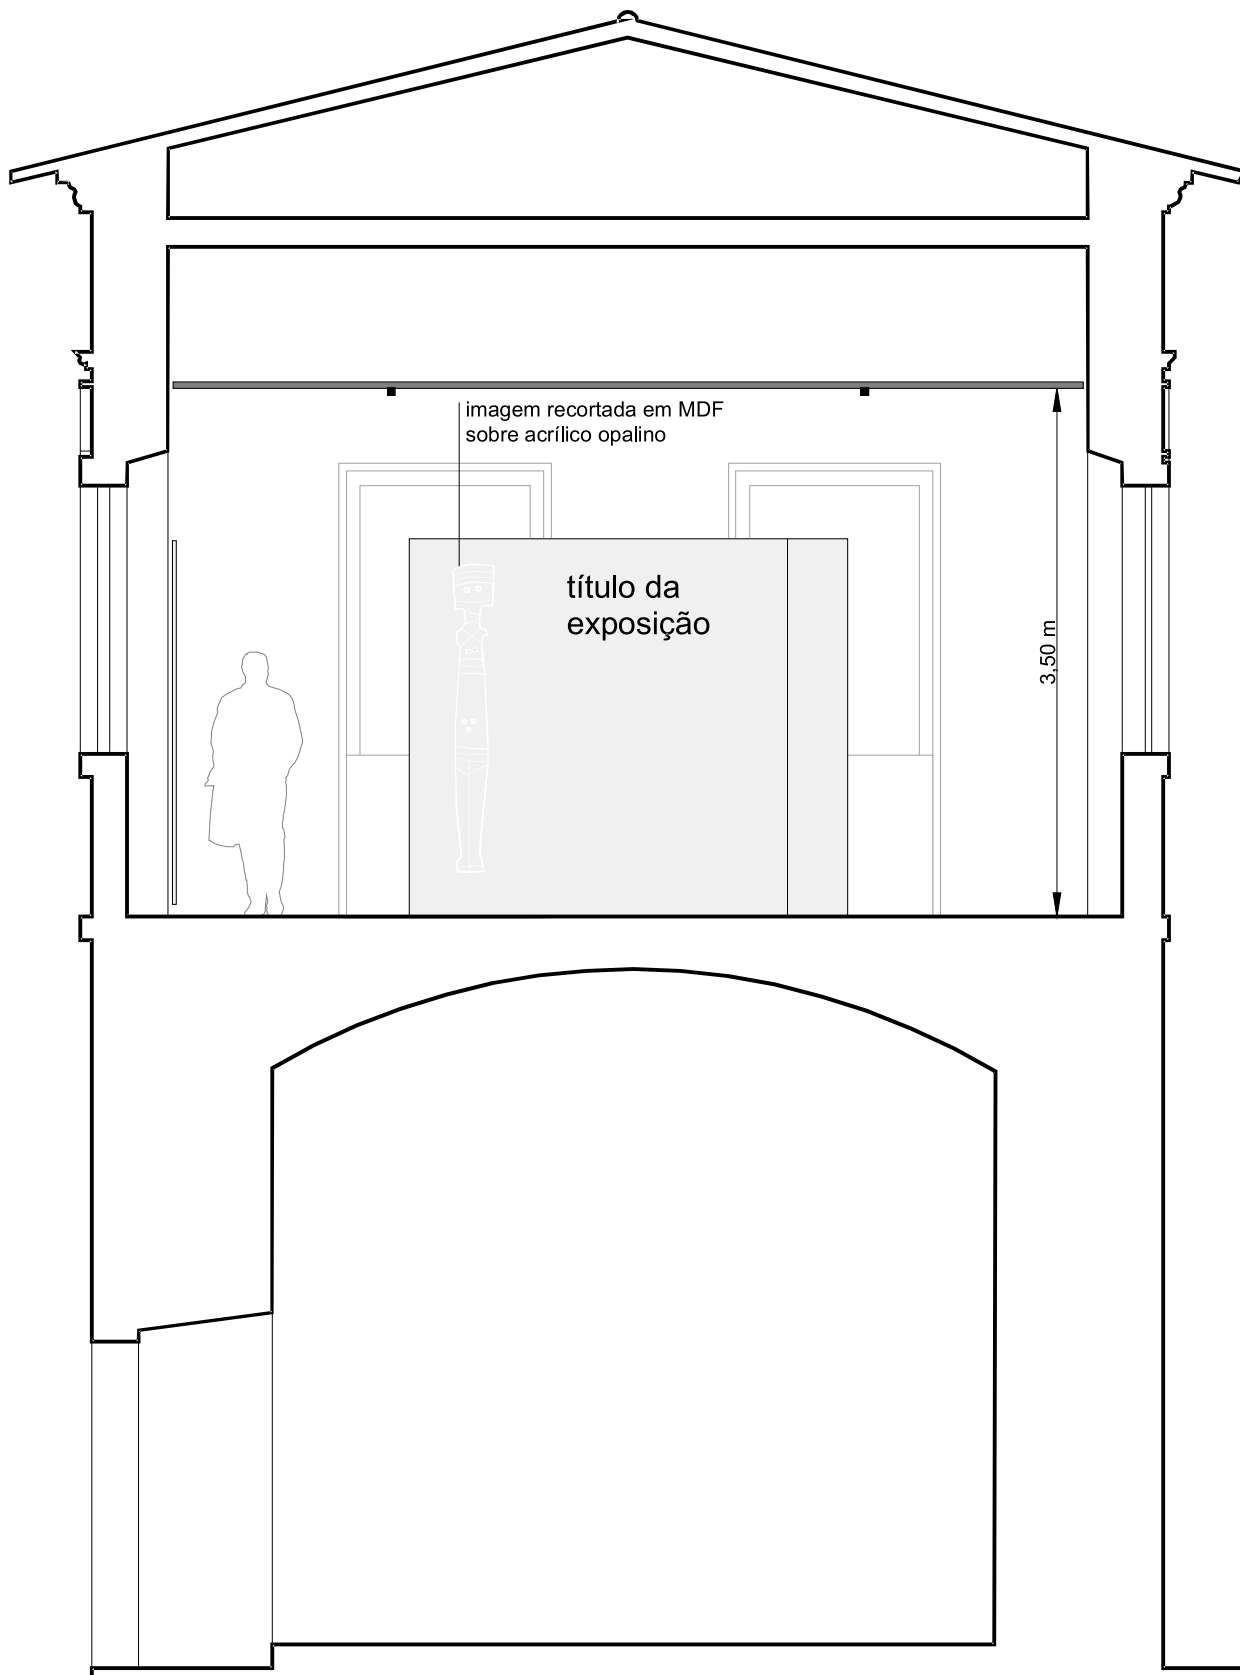 imagem recortada em MDF
sobre acrílico opalino
título da
exposição
3,50 m